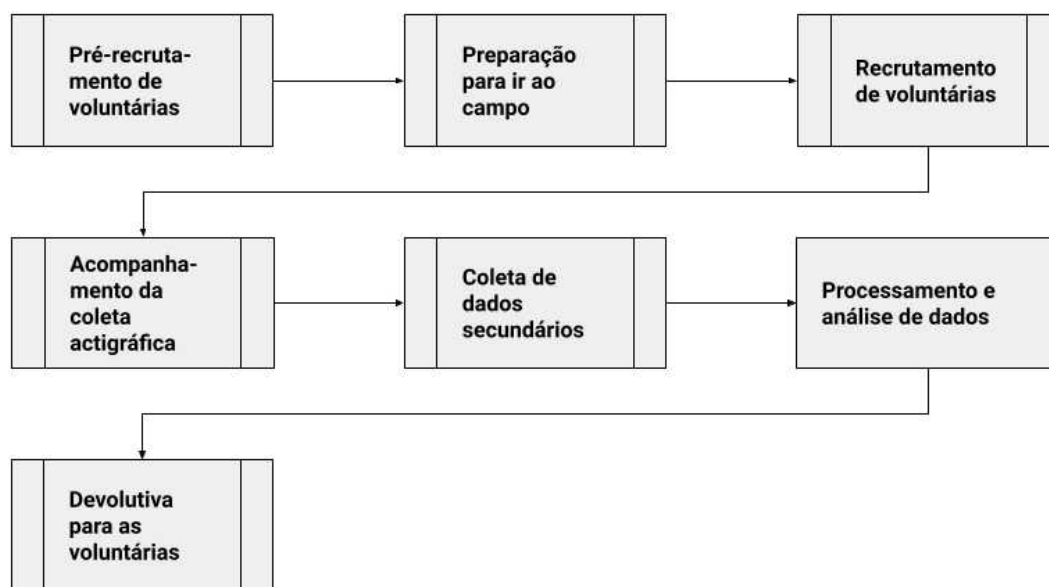 Pré-recruta-
mento de
voluntárias
Preparação
para ir ao
campo
Recrutamento
de voluntárias
Acompanha-
mento da
coleta
actigráfica
Coleta de
dados
secundários
Processamento e
análise de dados
Devolutiva
para as
voluntárias